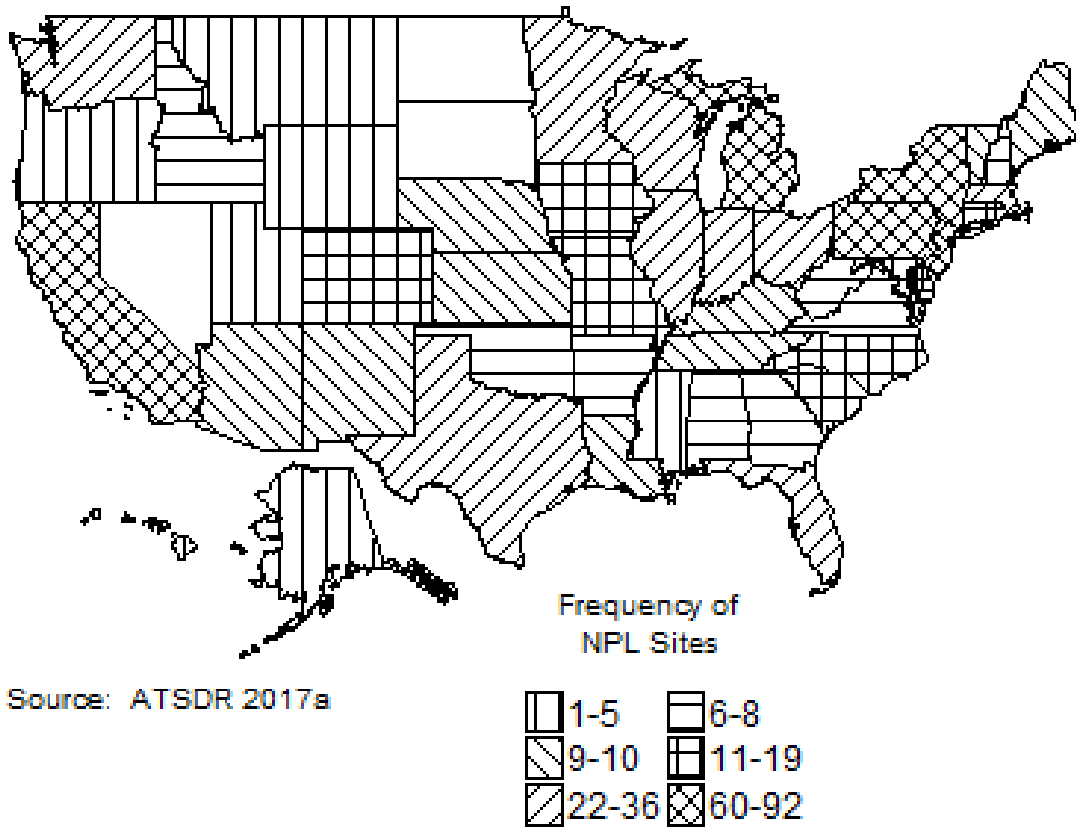 Frequency of
NPL Sites
Source: ATSDR 2017a
1-5 6-8
9-10 11-19
22-36 60-92